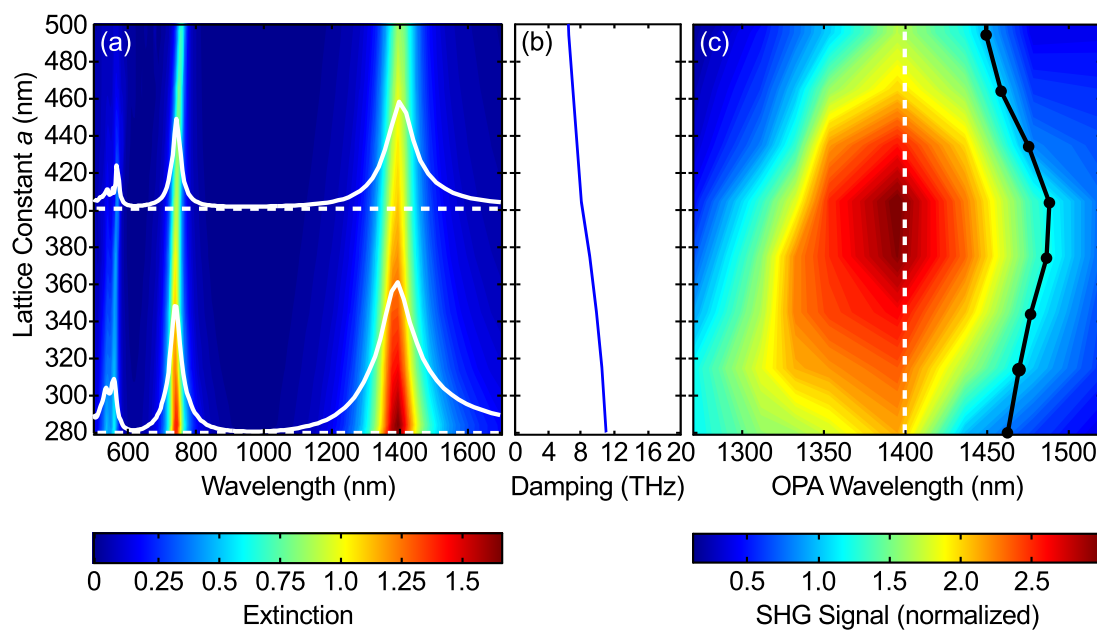 (a)
(b)
(c)
Lattice Constant a (nm)
500
480
460
440
420
400
380
360
340
320
300
280
600 800 1000 1200 1400 1600
Wavelength (nm)
0 4 8 12 16 20
Damping (THz)
1300 1350 1400 1450 1500
OPA Wavelength (nm)
0 0.25 0.50 0.75 1.0 1.25 1.5
Extinction
0.5 1.0 1.5 2.0 2.5
SHG Signal (normalized)